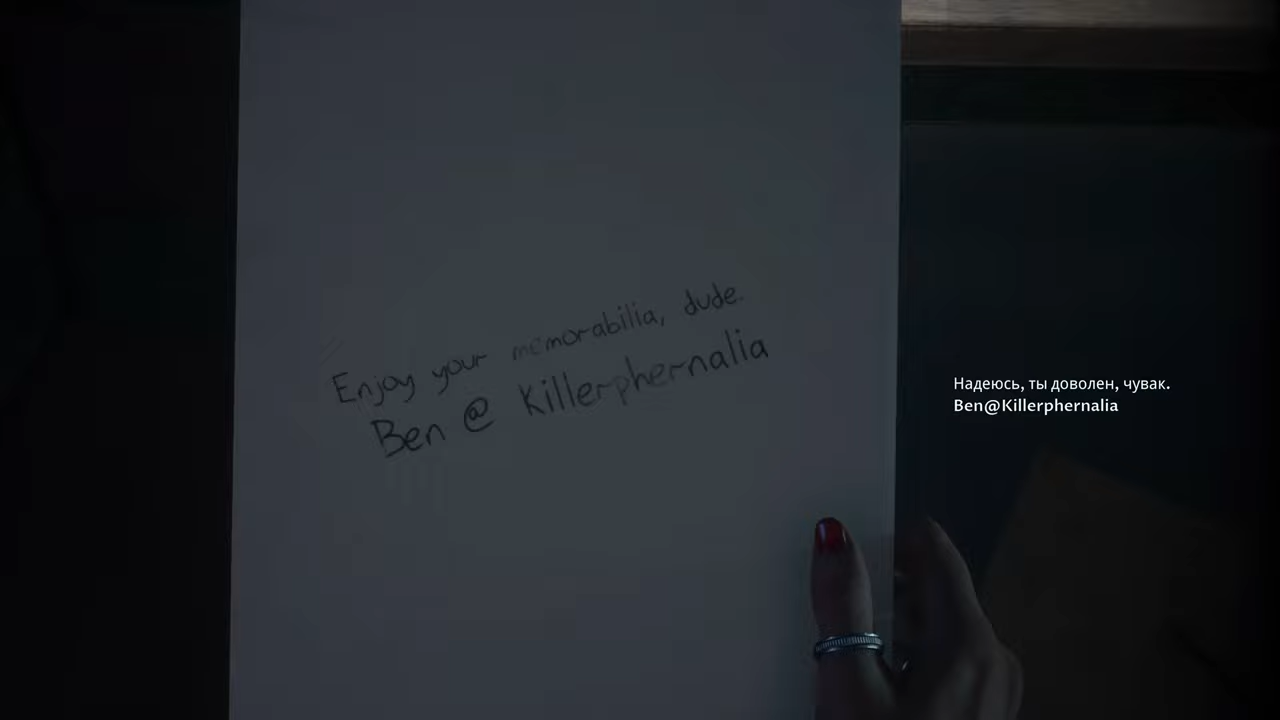 Enjoy your memorabilia, dude.
Ben @ Killerphernalia
Надеюсь, ты доволен, чувак.
Ben@Killerphernalia